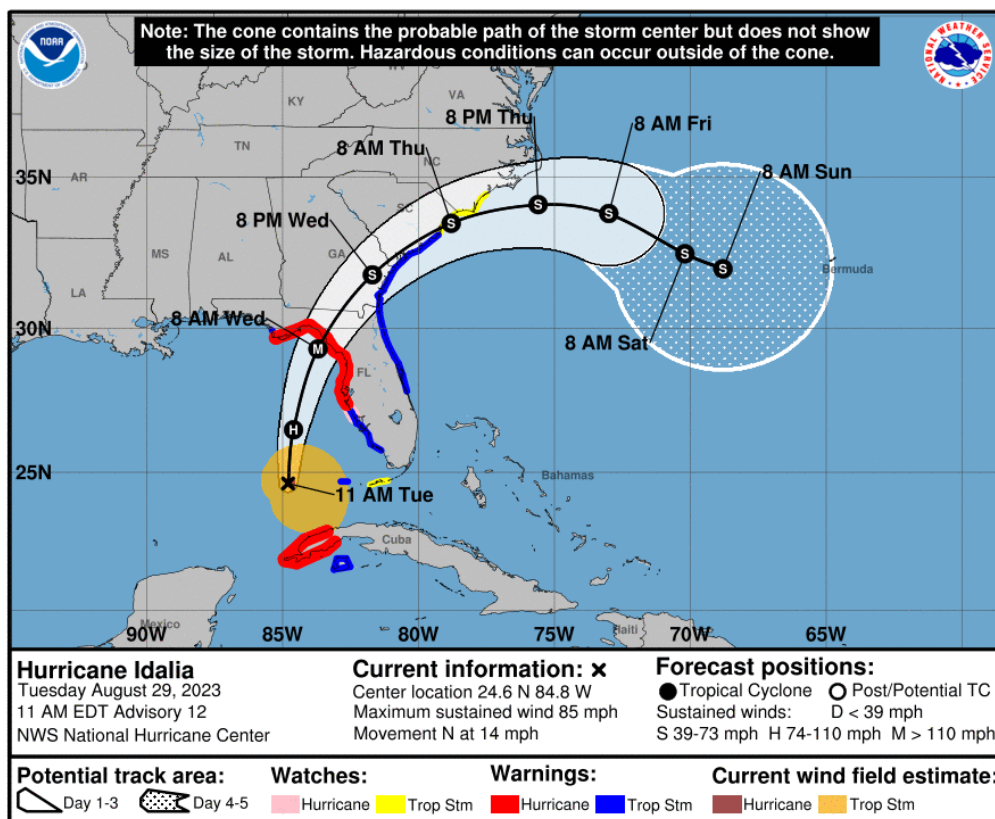 Note: The cone contains the probable path of the storm center but does not show
the size of the storm. Hazardous conditions can occur outside of the cone.
NOAA
NATIONAL WEATHER SERVICE
KY
VA
8 PM Thu
8 AM Fri
TN
8 AM Thu
NC
35N
AR
8 AM Sun
SC
8 PM Wed
MS
AL
GA
LA
Bermuda
30N
8 AM Wed
8 AM Sat
FL
25N
11 AM Tue
Bahamas
Cuba
Mexico
90W
85W
80W
75W
Haiti
70W
65W
Hurricane Idalia
Tuesday August 29, 2023
11 AM EDT Advisory 12
NWS National Hurricane Center
Current information: ×
Center location 24.6 N 84.8 W
Maximum sustained wind 85 mph
Movement N at 14 mph
Forecast positions:
Tropical Cyclone Post/Potential TC
Sustained winds: D < 39 mph
S 39-73 mph H 74-110 mph M > 110 mph
Potential track area:
Day 1-3 Day 4-5
Watches:
Hurricane Trop Stm
Warnings:
Hurricane Trop Stm
Current wind field estimate:
Hurricane Trop Stm
H
M
S
S
S
S
S
S